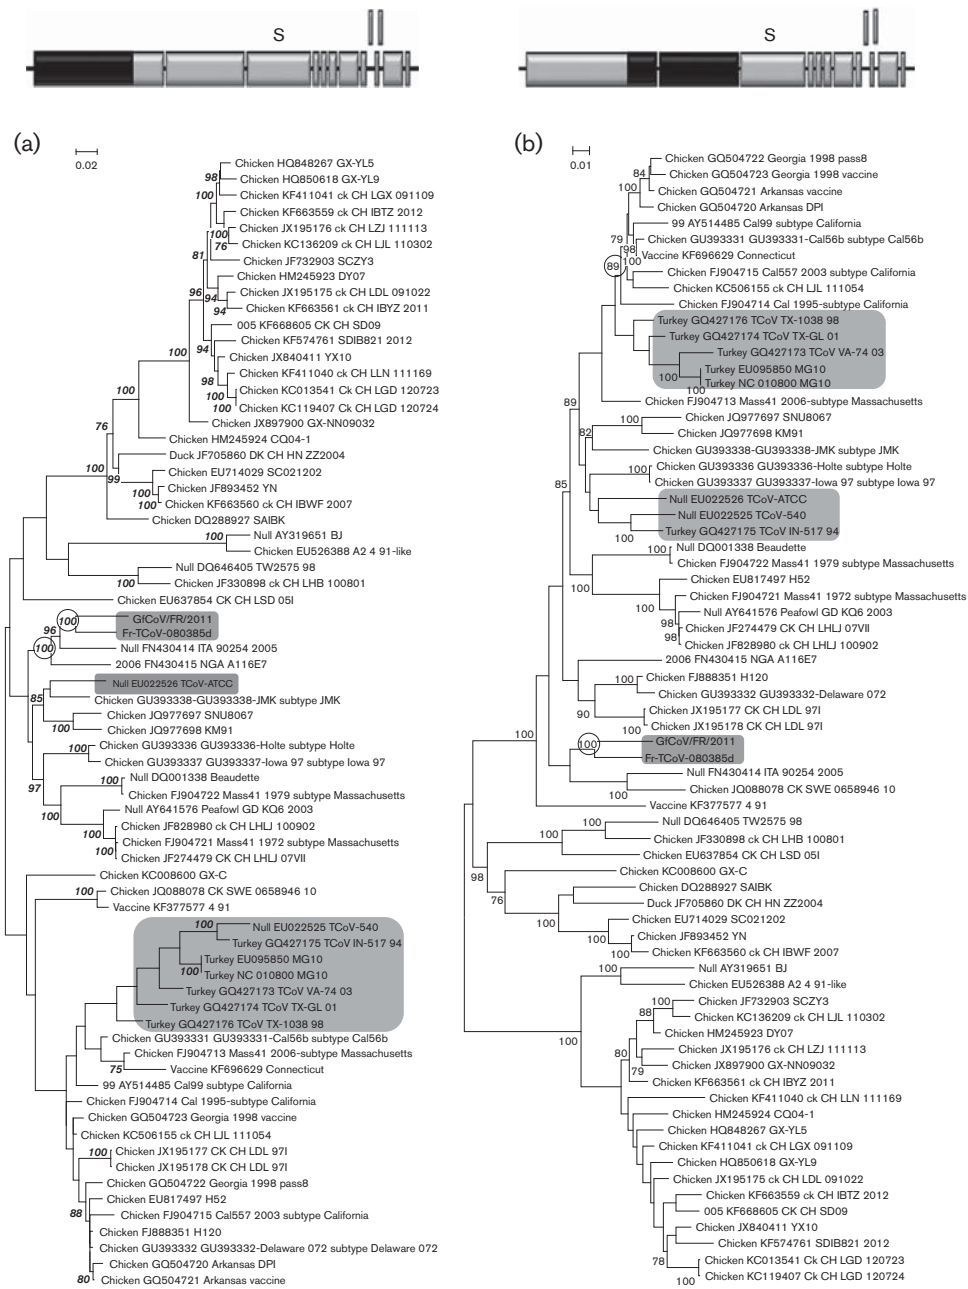 S
S
(a)
0.02
Chicken HQ848267 GX-YL5
98
Chicken HQ850618 GX-YL9
100
Chicken KF411041 ck CH LGX 091109
Chicken KF663559 ck CH IBTZ 2012
Chicken JX195176 ck CH LZJ 111113
100
76
Chicken KC136209 ck CH LJL 110302
81
Chicken JF732903 SCZY3
Chicken HM245923 DY07
96
Chicken JX195175 ck CH LDL 091022
94
94
Chicken KF663561 ck CH IBYZ 2011
005 KF668605 CK CH SD09
Chicken KF574761 SDIB821 2012
100
94
Chicken JX840411 YX10
Chicken KF411040 ck CH LLN 111169
98
Chicken KC013541 Ck CH LGD 120723
100
100
Chicken KC119407 Ck CH LGD 120724
100
Chicken JX897900 GX-NN09032
76
Chicken HM245924 CQ04-1
Duck JF705860 DK CH HN ZZ2004
100
99
Chicken EU714029 SC021202
Chicken JF893452 YN
100
100
Chicken KF663560 ck CH IBWF 2007
Chicken DQ288927 SAIBK
100
Null AY319651 BJ
Chicken EU526388 A2 4 91-like
Null DQ646405 TW2575 98
100
Chicken JF330898 ck CH LHB 100801
Chicken EU637854 CK CH LSD 05I
100
GfCoV/FR/2011
96
Fr-TCoV-080385d
100
Null FN430414 ITA 90254 2005
2006 FN430415 NGA A116E7
Null EU022526 TCoV-ATCC
85
Chicken GU393338-GU393338-JMK subtype JMK
Chicken JQ977697 SNU8067
100
Chicken JQ977698 KM91
100
Chicken GU393336 GU393336-Holte subtype Holte
Chicken GU393337 GU393337-Iowa 97 subtype Iowa 97
97
100
Null DQ001338 Beaudette
Chicken FJ904722 Mass41 1979 subtype Massachusetts
100
Null AY641576 Peafowl GD KQ6 2003
100
Chicken JF828980 ck CH LHLJ 100902
Chicken FJ904721 Mass41 1972 subtype Massachusetts
100
Chicken JF274479 CK CH LHLJ 07VII
Chicken KC008600 GX-C
100
Chicken JQ088078 CK SWE 0658946 10
Vaccine KF377577 4 91
100
Null EU022525 TCoV-540
Turkey GQ427175 TCoV IN-517 94
Turkey EU095850 MG10
100
Turkey NC 010800 MG10
Turkey GQ427173 TCoV VA-74 03
Turkey GQ427174 TCoV TX-GL 01
Turkey GQ427176 TCoV TX-1038 98
Chicken GU393331 GU393331-Cal56b subtype Cal56b
Chicken FJ904713 Mass41 2006-subtype Massachusetts
75
Vaccine KF696629 Connecticut
99 AY514485 Cal99 subtype California
Chicken FJ904714 Cal 1995-subtype California
Chicken GQ504723 Georgia 1998 vaccine
Chicken KC506155 ck CH LJL 111054
100
Chicken JX195177 CK CH LDL 97I
Chicken JX195178 CK CH LDL 97I
Chicken GQ504722 Georgia 1998 pass8
Chicken EU817497 H52
88
Chicken FJ904715 Cal557 2003 subtype California
Chicken FJ888351 H120
Chicken GU393332 GU393332-Delaware 072 subtype Delaware 072
Chicken GQ504720 Arkansas DPI
80
Chicken GQ504721 Arkansas vaccine
(b)
0.01
Chicken GQ504722 Georgia 1998 pass8
84
Chicken GQ504723 Georgia 1998 vaccine
100
Chicken GQ504721 Arkansas vaccine
Chicken GQ504720 Arkansas DPI
99 AY514485 Cal99 subtype California
79
Chicken GU393331 GU393331-Cal56b subtype Cal56b
98
Vaccine KF696629 Connecticut
100
89
Chicken FJ904715 Cal557 2003 subtype California
Chicken KC506155 ck CH LJL 111054
Chicken FJ904714 Cal 1995-subtype California
Turkey GQ427176 TCoV TX-1038 98
Turkey GQ427174 TCoV TX-GL 01
Turkey GQ427173 TCoV VA-74 03
Turkey EU095850 MG10
100
Turkey NC 010800 MG10
100
Chicken FJ904713 Mass41 2006-subtype Massachusetts
89
100
Chicken JQ977697 SNU8067
82
Chicken JQ977698 KM91
Chicken GU393338-GU393338-JMK subtype JMK
100
Chicken GU393336 GU393336-Holte subtype Holte
Chicken GU393337 GU393337-Iowa 97 subtype Iowa 97
85
Null EU022526 TCoV-ATCC
Null EU022525 TCoV-540
Turkey GQ427175 TCoV IN-517 94
100
Null DQ001338 Beaudette
100
Chicken FJ904722 Mass41 1979 subtype Massachusetts
Chicken EU817497 H52
100
Chicken FJ904721 Mass41 1972 subtype Massachusetts
100
Null AY641576 Peafowl GD KQ6 2003
98
Chicken JF274479 CK CH LHLJ 07VII
98
Chicken JF828980 ck CH LHLJ 100902
2006 FN430415 NGA A116E7
100
Chicken FJ888351 H120
Chicken GU393332 GU393332-Delaware 072
90
Chicken JX195177 CK CH LDL 97I
100
Chicken JX195178 CK CH LDL 97I
100
100
GfCoV/FR/2011
Fr-TCoV-080385d
Null FN430414 ITA 90254 2005
100
Chicken JQ088078 CK SWE 0658946 10
Vaccine KF377577 4 91
100
Null DQ646405 TW2575 98
100
Chicken JF330898 ck CH LHB 100801
Chicken EU637854 CK CH LSD 05I
98
Chicken KC008600 GX-C
76
Chicken DQ288927 SAIBK
Duck JF705860 DK CH HN ZZ2004
100
Chicken EU714029 SC021202
100
Chicken JF893452 YN
100
Chicken KF663560 ck CH IBWF 2007
100
Null AY319651 BJ
Chicken EU526388 A2 4 91-like
100
Chicken JF732903 SCZY3
88
Chicken KC136209 ck CH LJL 110302
100
Chicken HM245923 DY07
80
Chicken JX195176 ck CH LZJ 111113
79
Chicken JX897900 GX-NN09032
Chicken KF663561 ck CH IBYZ 2011
Chicken KF411040 ck CH LLN 111169
Chicken HM245924 CQ04-1
Chicken HQ848267 GX-YL5
Chicken KF411041 ck CH LGX 091109
Chicken HQ850618 GX-YL9
Chicken JX195175 ck CH LDL 091022
Chicken KF663559 ck CH IBTZ 2012
005 KF668605 CK CH SD09
Chicken JX840411 YX10
Chicken KF574761 SDIB821 2012
78
Chicken KC013541 Ck CH LGD 120723
100
Chicken KC119407 Ck CH LGD 120724